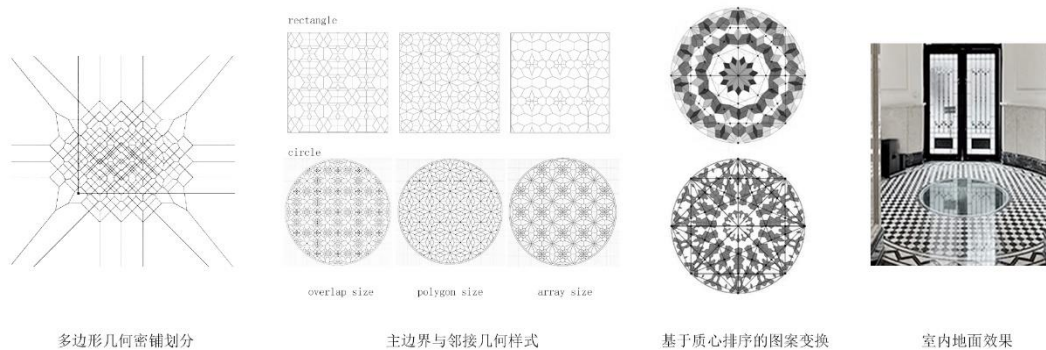 rectangle
circle
overlap size
polygon size
array size
多边形几何密铺划分
主边界与邻接几何样式
基于质心排序的图案变换
室内地面效果